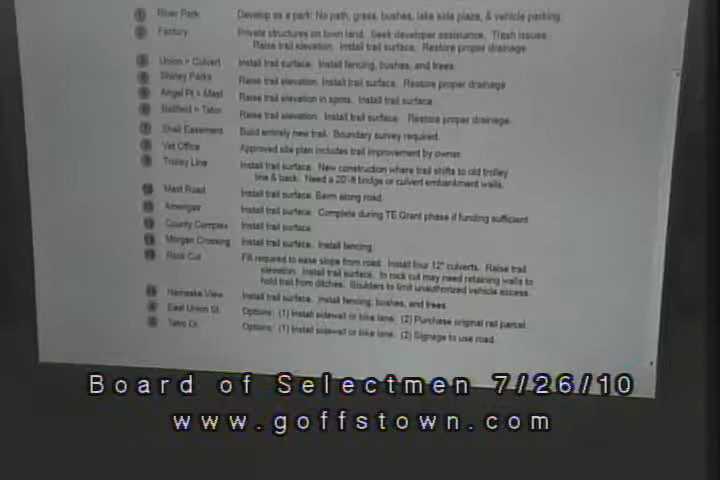 1 River Park Develop as a park: No path, grass, bushes, lake side plaza, & vehicle parking.
2 Factory Private structures on town land. Seek developer assistance. Trash issues.
Raise trail elevation. Install trail surface. Restore proper drainage.
Union > Culvert Install trail surface. Install fencing, bushes, and trees.
Shirley Parks Raise trail elevation. Install trail surface. Restore proper drainage
Angel Pt > Mast Raise trail elevation in spots. Install trail surface.
> Tatro Raise trail elevation. Install trail surface. Restore proper drainage.
7 Shell Easement Build entirely new trail. Boundary survey required.
Vet Office Approved site plan includes trail improvement by owner.
Trolley Line Install trail surface. New construction where trail shifts to old trolley
line & back. Need a 20'-ft bridge or culvert embankment walls.
Mast Road Install trail surface. Berm along road.
Install trail surface. Complete during TE Grant phase if funding sufficient.
County Complex Install trail surface.
Morgan Crossing Install trail surface. Install fencing.
Rock Cut Fill required to ease slope from road. Install four 12" culverts. Raise trail
elevation. Install trail surface. In rock cut may need retaining walls to
hold trail from ditches. Boulders to limit unauthorized vehicle access.
Namaske View Install trail surface. Install fencing, bushes, and trees.
East Union St. Options: (1) Install sidewalk or bike lane. (2) Purchase original rail parcel.
Tatro Dr. Options: (1) Install sidewalk or bike lane. (2) Signage to use road.
Board of Selectmen 7/26/10
www.goffstown.com